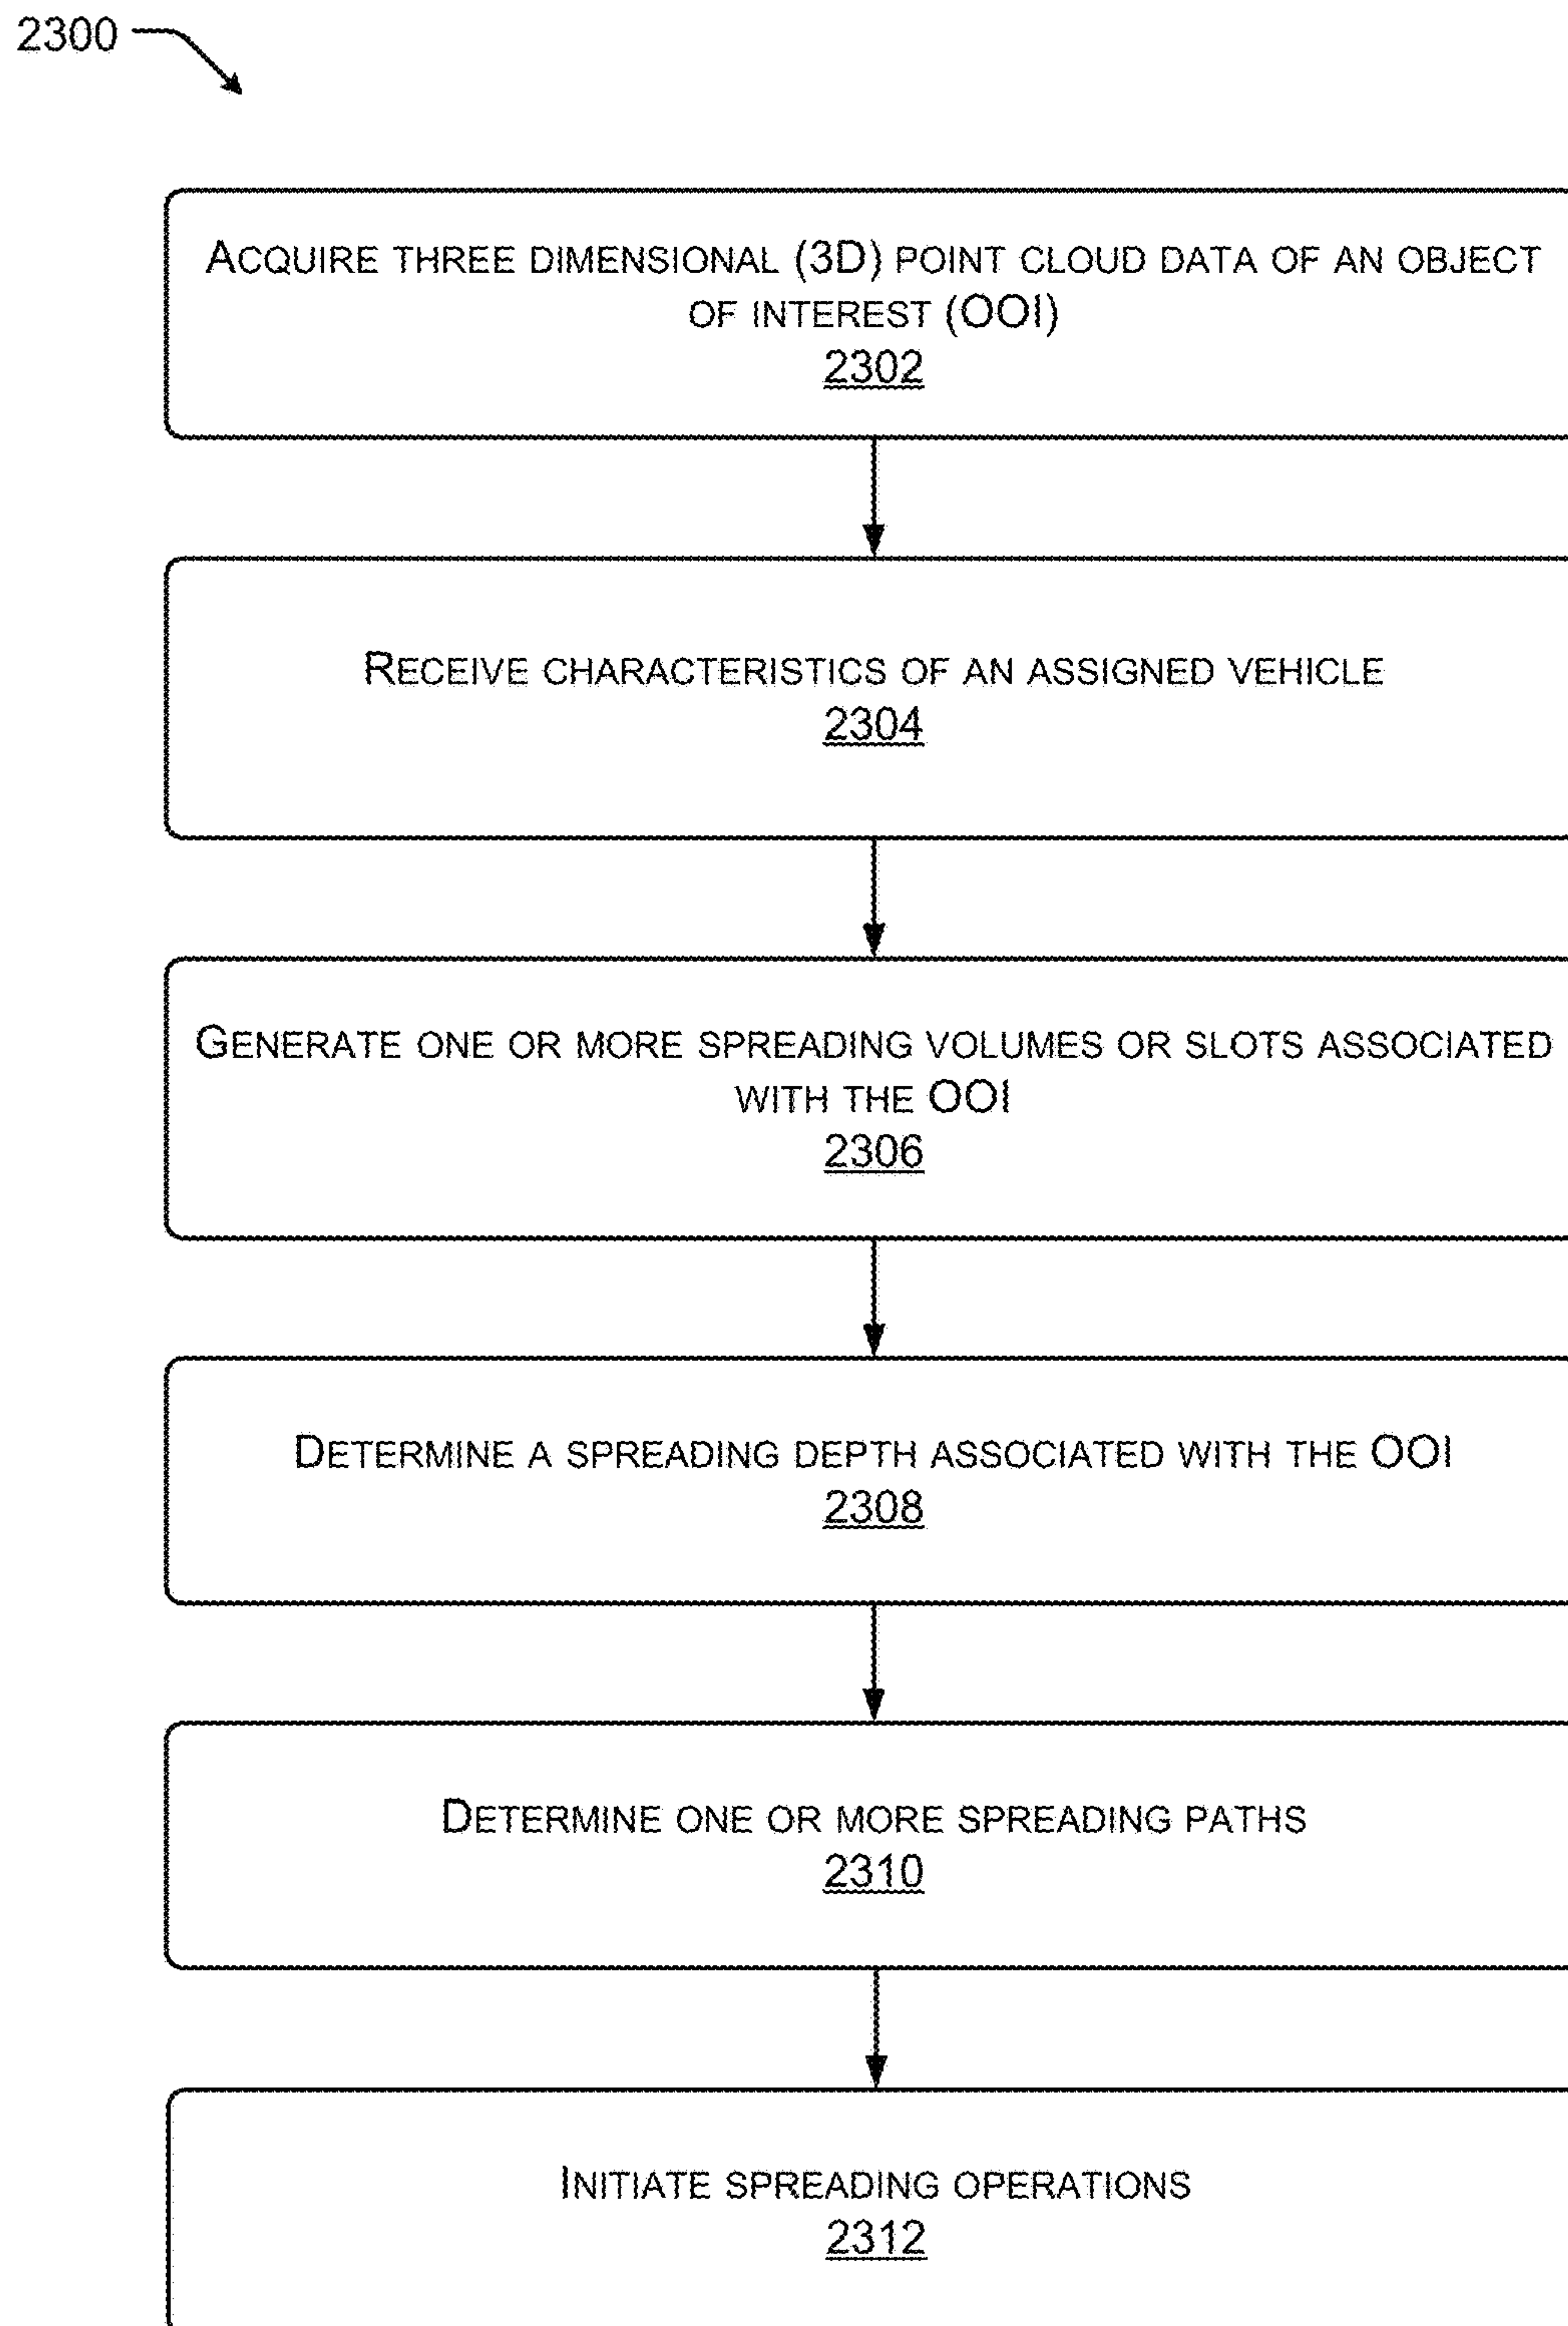 2300
ACQUIRE THREE DIMENSIONAL (3D) POINT CLOUD DATA OF AN OBJECT
OF INTEREST (OOI)
2302
RECEIVE CHARACTERISTICS OF AN ASSIGNED VEHICLE
2304
GENERATE ONE OR MORE SPREADING VOLUMES OR SLOTS ASSOCIATED
WITH THE OOI
2306
DETERMINE A SPREADING DEPTH ASSOCIATED WITH THE OOI
2308
DETERMINE ONE OR MORE SPREADING PATHS
2310
INITIATE SPREADING OPERATIONS
2312